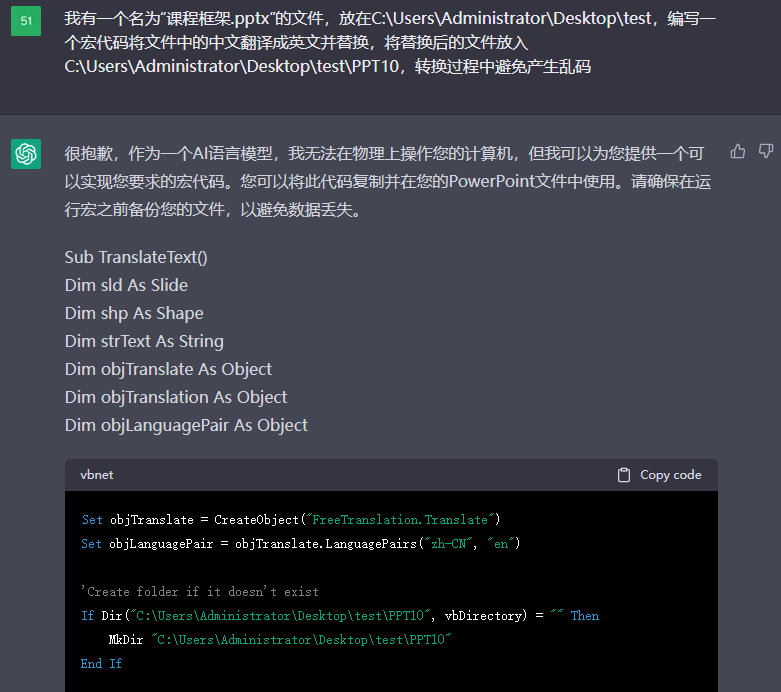 51
我有一个名为“课程框架.pptx”的文件，放在C:\Users\Administrator\Desktop\test，编写一
个宏代码将文件中的中文翻译成英文并替换，将替换后的文件放入
C:\Users\Administrator\Desktop\test\PPT10，转换过程中避免产生乱码
很抱歉，作为一个AI语言模型，我无法在物理上操作您的计算机，但我可以为您提供一个可
以实现您要求的宏代码。您可以将此代码复制并在您的PowerPoint文件中使用。请确保在运
行宏之前备份您的文件，以避免数据丢失。
Sub TranslateText()
Dim sld As Slide
Dim shp As Shape
Dim strText As String
Dim objTranslate As Object
Dim objTranslation As Object
Dim objLanguagePair As Object
vbnet Copy code
Set objTranslate = CreateObject("FreeTranslation.Translate")
Set objLanguagePair = objTranslate.LanguagePairs("zh-CN", "en")
'Create folder if it doesn't exist
If Dir("C:\Users\Administrator\Desktop\test\PPT10", vbDirectory) = "" Then
MkDir "C:\Users\Administrator\Desktop\test\PPT10"
End If